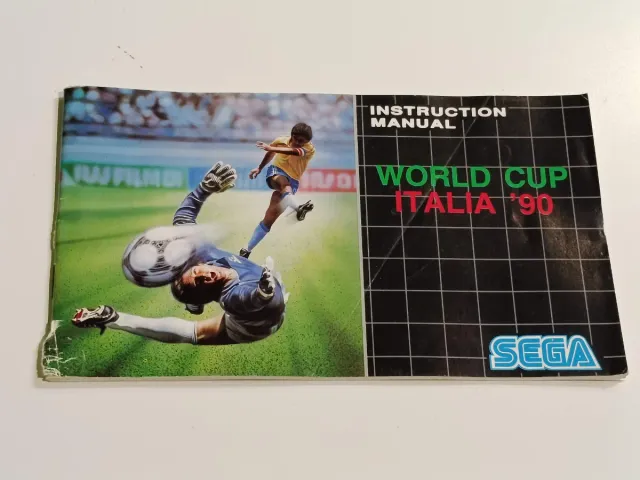 INSTRUCTION
MANUAL
WORLD CUP
ITALIA '90
SEGA